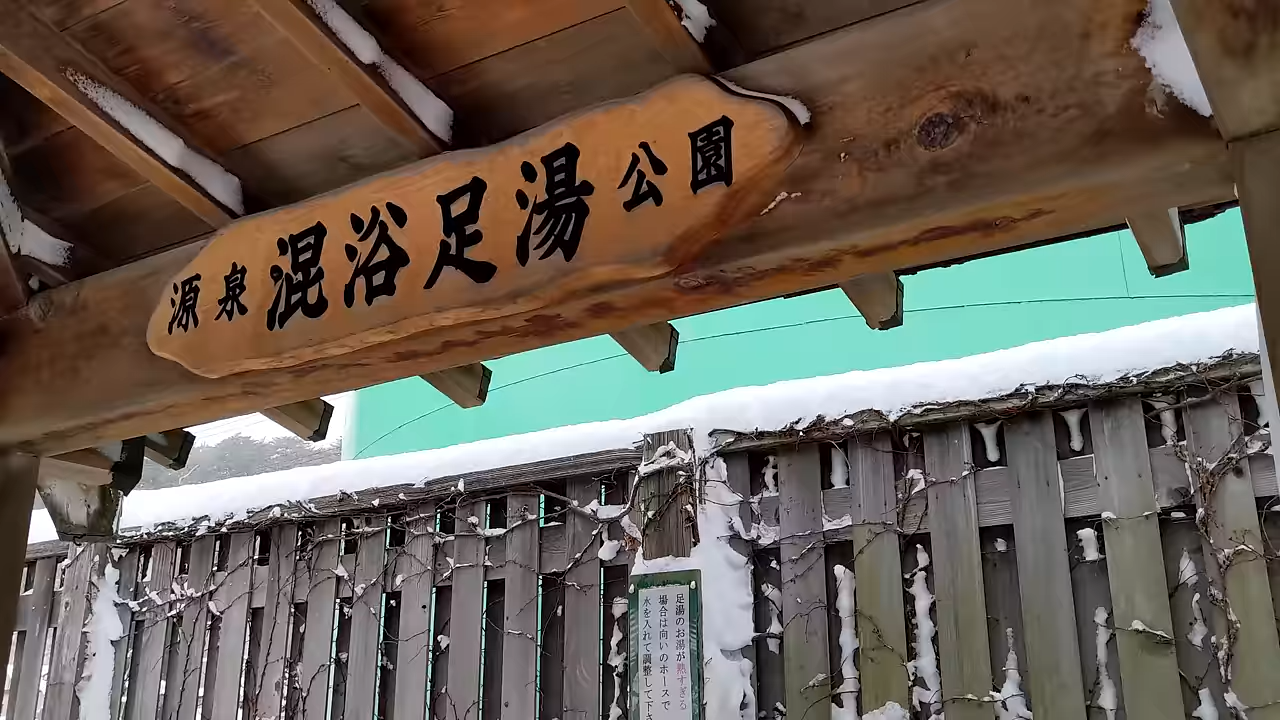 源泉 混浴足湯 公園
足湯のお湯が熱すぎる
場合は向いのホースで
水を入れて調整して下さ